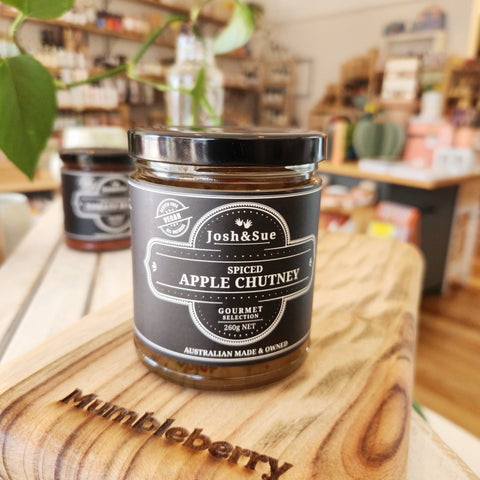 VEGAN
Josh&Sue
SPICED
APPLE CHUTNEY
GOURMET
SELECTION
260g NET
AUSTRALIAN MADE & OWNED
Mumbleberry